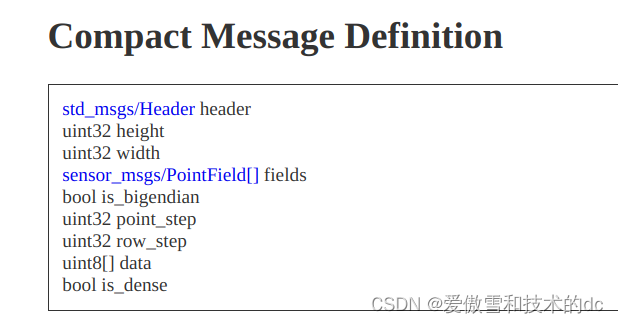 Compact Message Definition
std_msgs/Header header
uint32 height
uint32 width
sensor_msgs/PointField[] fields
bool is_bigendian
uint32 point_step
uint32 row_step
uint8[] data
bool is_dense
CSDN @爱傲雪和技术的dc